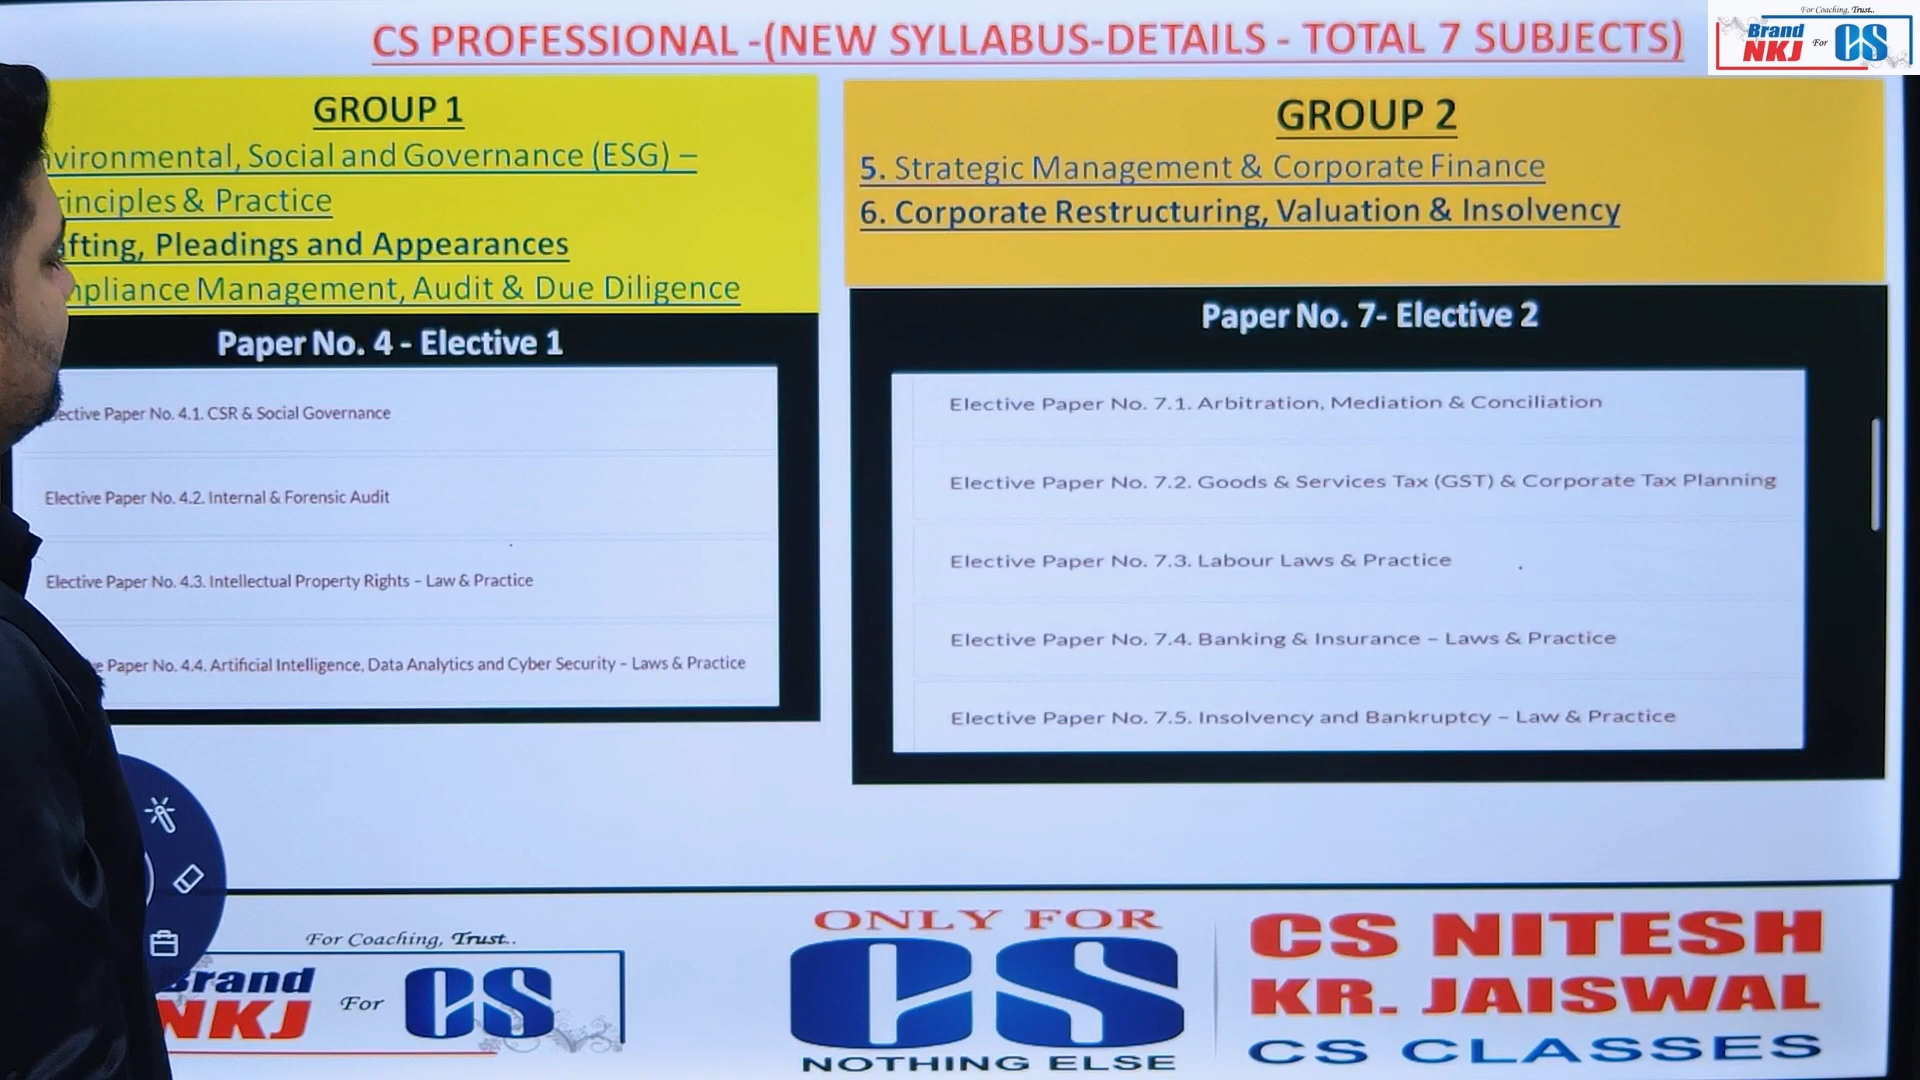 CS PROFESSIONAL -(NEW SYLLABUS-DETAILS - TOTAL 7 SUBJECTS)
For Coaching, Trust..
Brand
NKJ For CS
GROUP 1
Social and Governance (ESG) –
& Practice
Pleadings and Appearances
Management, Audit & Due Diligence
Paper No. 4 - Elective 1
Paper No. 4.1. CSR & Social Governance
Elective Paper No. 4.2. Internal & Forensic Audit
Elective Paper No. 4.3. Intellectual Property Rights – Law & Practice
Paper No. 4.4. Artificial Intelligence, Data Analytics and Cyber Security – Laws & Practice
GROUP 2
5. Strategic Management & Corporate Finance
6. Corporate Restructuring, Valuation & Insolvency
Paper No. 7- Elective 2
Elective Paper No. 7.1. Arbitration, Mediation & Conciliation
Elective Paper No. 7.2. Goods & Services Tax (GST) & Corporate Tax Planning
Elective Paper No. 7.3. Labour Laws & Practice
Elective Paper No. 7.4. Banking & Insurance – Laws & Practice
Elective Paper No. 7.5. Insolvency and Bankruptcy – Law & Practice
For Coaching, Trust..
Brand
NKJ For CS
ONLY FOR
CS
NOTHING ELSE
CS NITESH
KR. JAISWAL
CS CLASSES